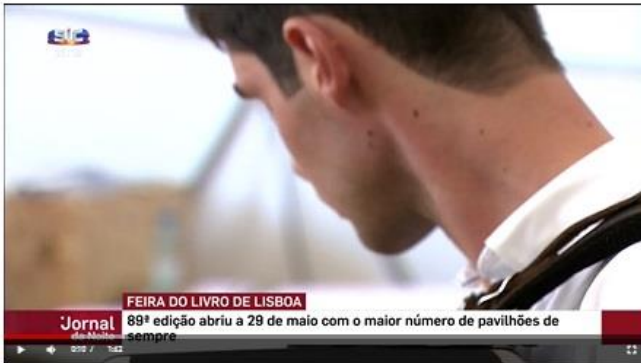 SIC
FEIRA DO LIVRO DE LISBOA
Jornal
da Noite
89ª edição abriu a 29 de maio com o maior número de pavilhões de
sempre